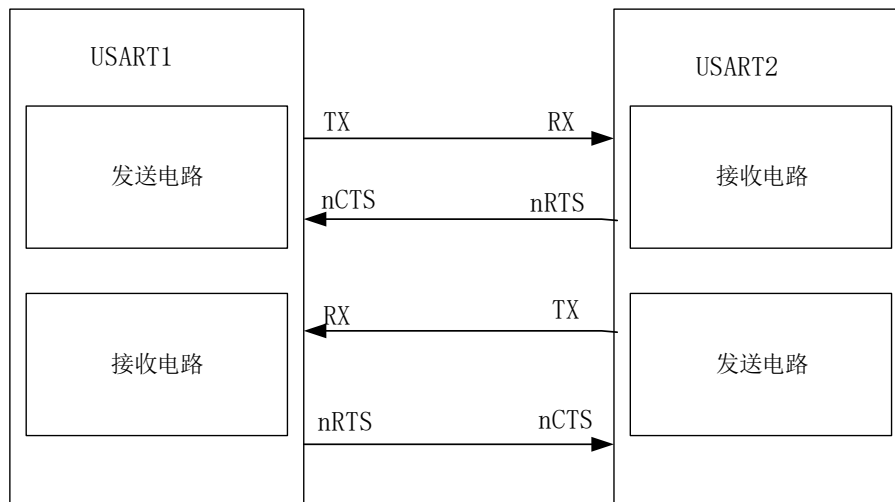 USART1
USART2
TX RX
发送电路
接收电路
nCTS nRTS
RX TX
接收电路
发送电路
nRTS nCTS